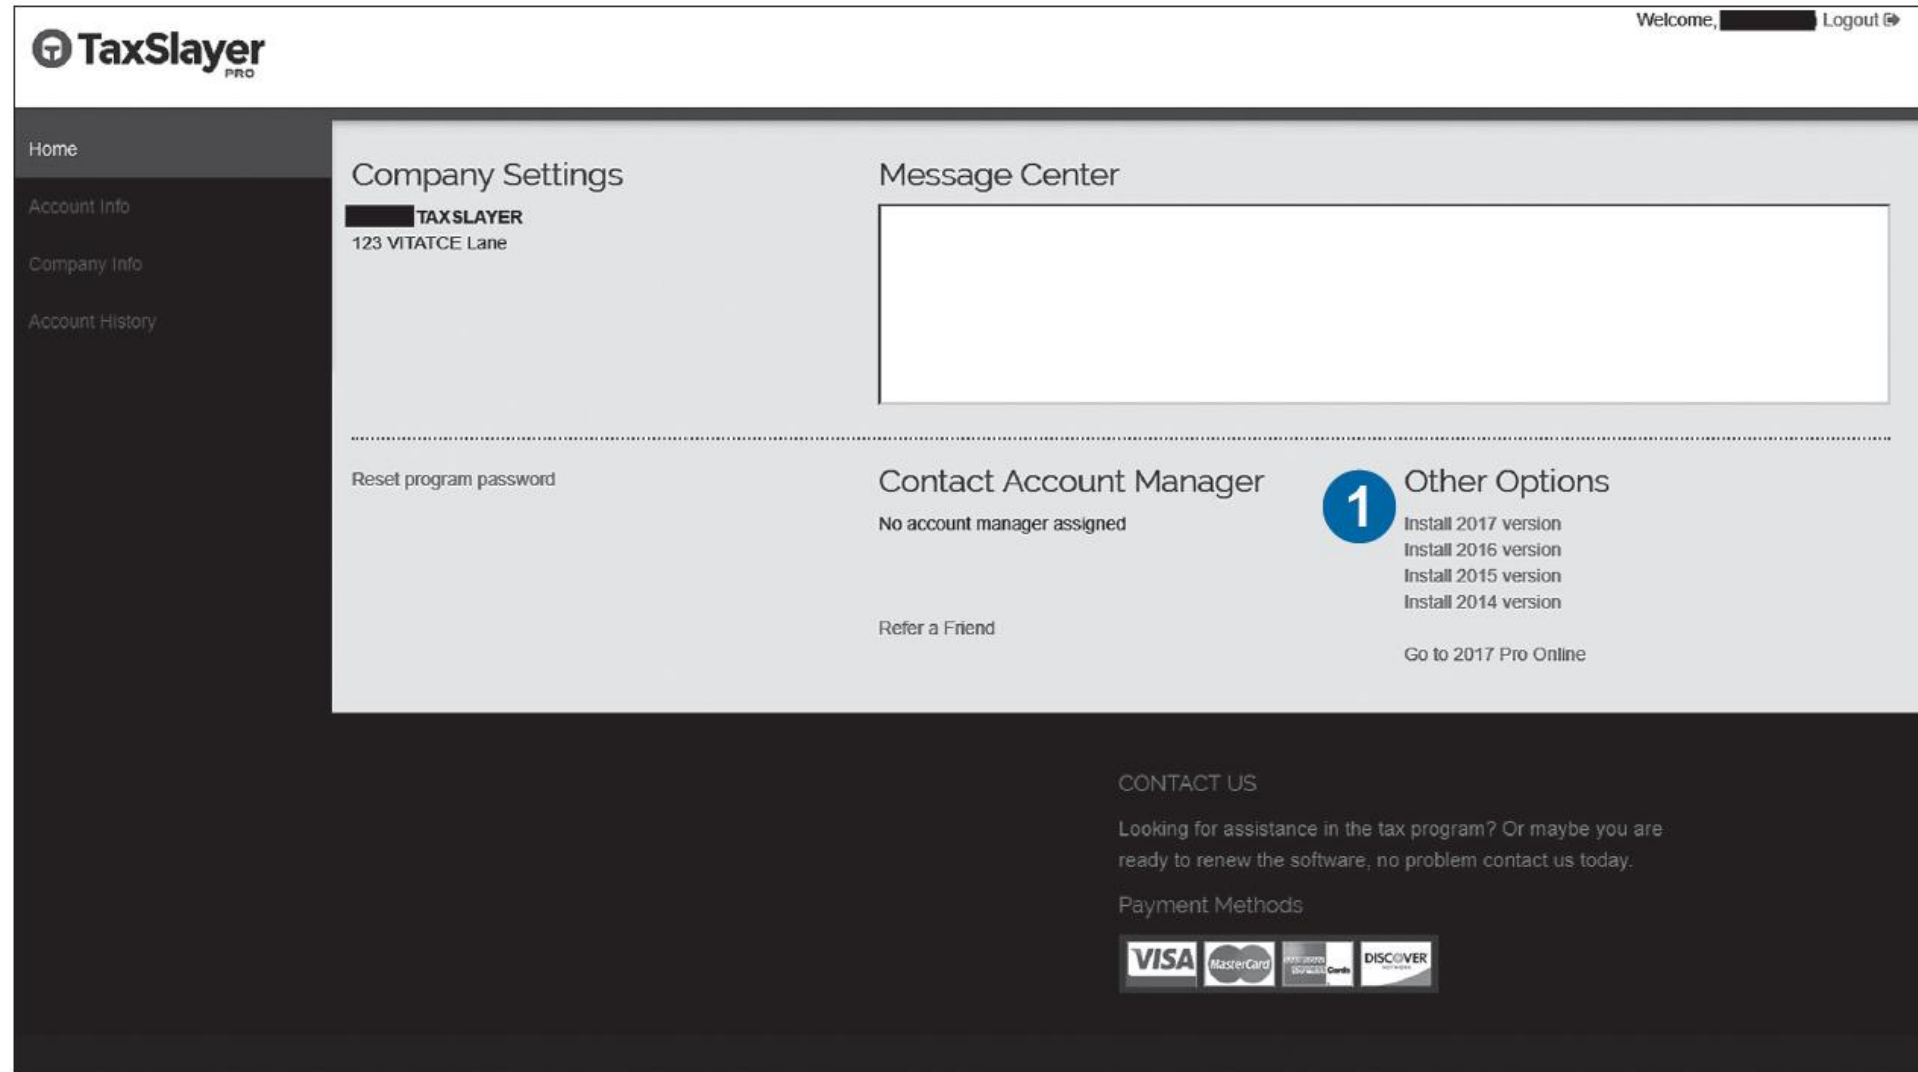 Welcome, Logout
TaxSlayer
PRO
Home
Account Info
Company Info
Account History
Company Settings
TAXSLAYER
123 VITATCE Lane
Message Center
Reset program password
Contact Account Manager
No account manager assigned
Refer a Friend
1
Other Options
Install 2017 version
Install 2016 version
Install 2015 version
Install 2014 version
Go to 2017 Pro Online
CONTACT US
Looking for assistance in the tax program? Or maybe you are
ready to renew the software, no problem contact us today.
Payment Methods
VISA MasterCard Cards DISCOVER